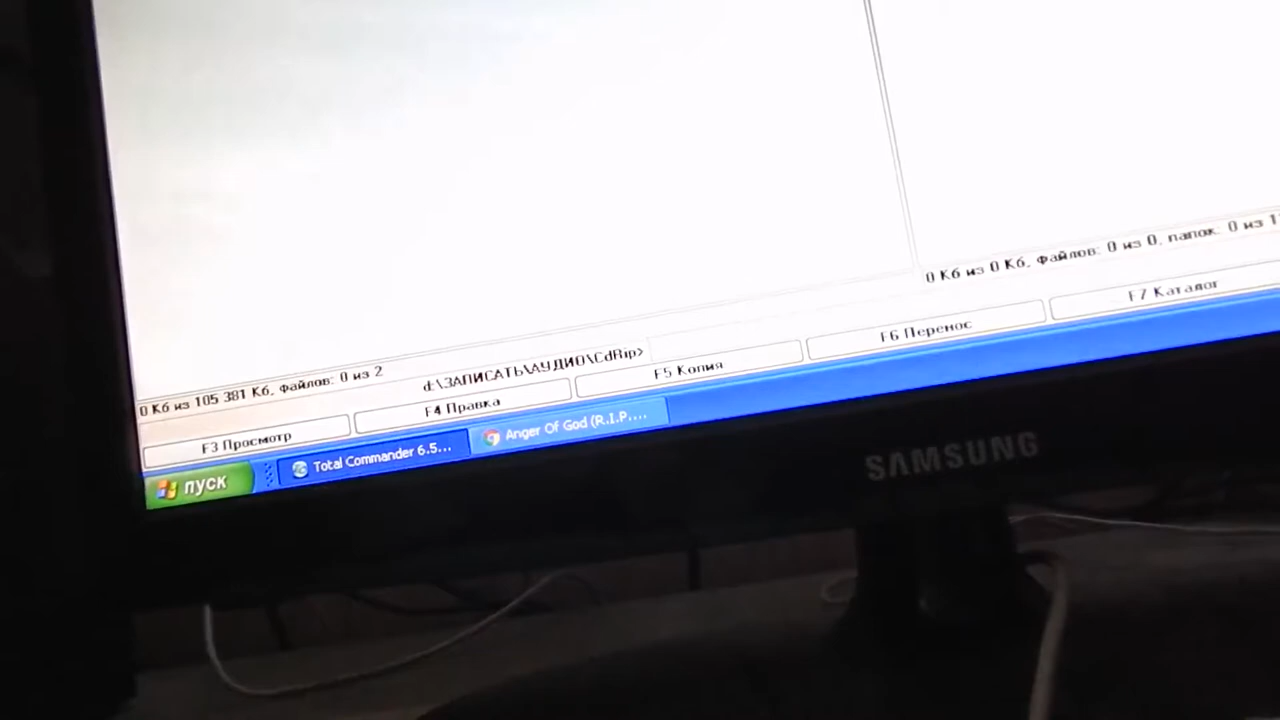 0 Кб из 0 Кб, файлов: 0 из 0, папок: 0 из 1
0 Кб из 105 381 Кб, файлов: 0 из 2
d:\ЗАПИСАТЬ\АУДИО\CdRip>
F3 Просмотр
F4 Правка
F5 Копия
F6 Перенос
F7 Каталог
пуск
Total Commander 6.5...
Anger Of God (R.I.P....
SAMSUNG